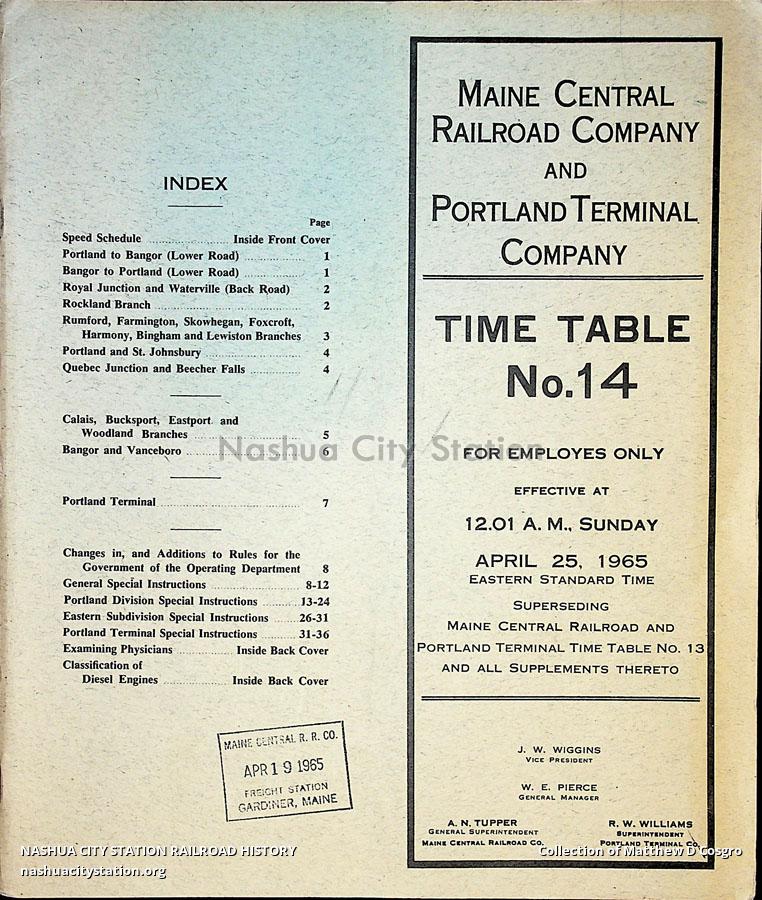 INDEX
Page
Speed Schedule ........................ Inside Front Cover
Portland to Bangor (Lower Road) .................. 1
Bangor to Portland (Lower Road) .................. 1
Royal Junction and Waterville (Back Road) 2
Rockland Branch .................. 2
Rumford, Farmington, Skowhegan, Foxcroft,
Harmony, Bingham and Lewiston Branches 3
Portland and St. Johnsbury .................. 4
Quebec Junction and Beecher Falls .................. 4
Calais, Bucksport, Eastport and
Woodland Branches .................. 5
Bangor and Vanceboro .................. 6
Portland Terminal .................. 7
Changes in, and Additions to Rules for the
Government of the Operating Department 8
General Special Instructions .................. 8-12
Portland Division Special Instructions ............ 13-24
Eastern Subdivision Special Instructions .......... 26-31
Portland Terminal Special Instructions ............ 31-36
Examining Physicians .................. Inside Back Cover
Classification of
Diesel Engines .................. Inside Back Cover
MAINE CENTRAL R. R. CO.
APR 19 1965
FREIGHT STATION
GARDINER, MAINE
MAINE CENTRAL
RAILROAD COMPANY
AND
PORTLAND TERMINAL
COMPANY
TIME TABLE
No. 14
FOR EMPLOYES ONLY
EFFECTIVE AT
12.01 A. M., SUNDAY
APRIL 25, 1965
EASTERN STANDARD TIME
SUPERSEDING
MAINE CENTRAL RAILROAD AND
PORTLAND TERMINAL TIME TABLE NO. 13
AND ALL SUPPLEMENTS THERETO
J. W. WIGGINS
VICE PRESIDENT
W. E. PIERCE
GENERAL MANAGER
A. N. TUPPER
GENERAL SUPERINTENDENT
MAINE CENTRAL RAILROAD CO.
R. W. WILLIAMS
SUPERINTENDENT
PORTLAND TERMINAL CO.
Nashua City Station
NASHUA CITY STATION RAILROAD HISTORY
nashuacitystation.org
Collection of Matthew D Cosgro